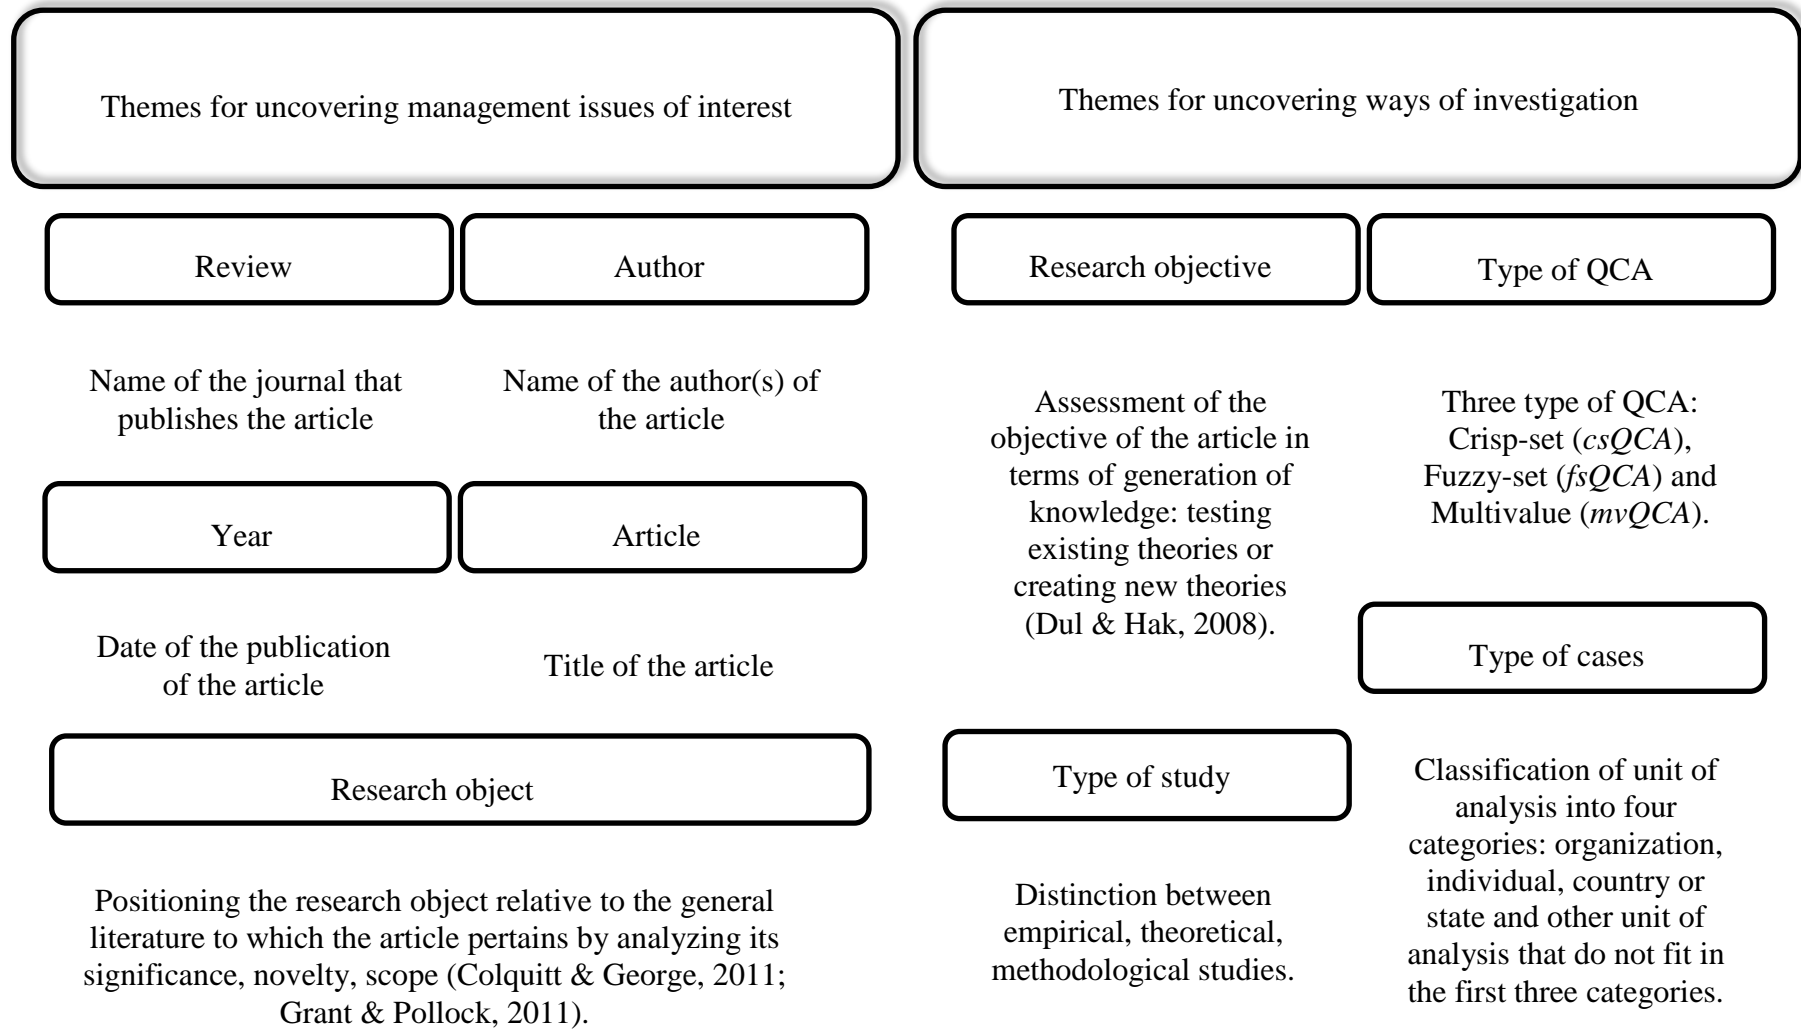 Themes for uncovering management issues of interest
Themes for uncovering ways of investigation
Review
Author
Name of the journal that
publishes the article
Name of the author(s) of
the article
Year
Article
Date of the publication
of the article
Title of the article
Research object
Positioning the research object relative to the general
literature to which the article pertains by analyzing its
significance, novelty, scope (Colquitt & George, 2011;
Grant & Pollock, 2011).
Research objective
Assessment of the
objective of the article in
terms of generation of
knowledge: testing
existing theories or
creating new theories
(Dul & Hak, 2008).
Type of study
Distinction between
empirical, theoretical,
methodological studies.
Type of QCA
Three type of QCA:
Crisp-set (csQCA),
Fuzzy-set (fsQCA) and
Multivalue (mvQCA).
Type of cases
Classification of unit of
analysis into four
categories: organization,
individual, country or
state and other unit of
analysis that do not fit in
the first three categories.